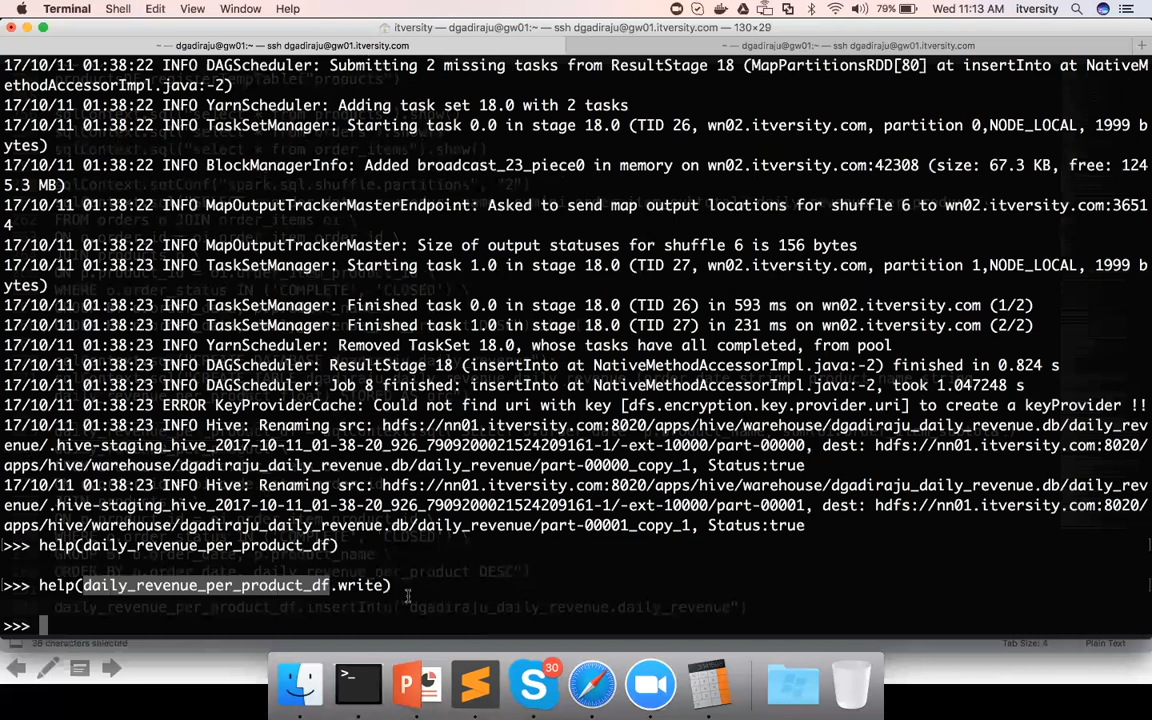 Terminal Shell Edit View Window Help 79% Wed 11:13 AM itversity
itversity — dgadiraju@gw01:~ — ssh dgadiraju@gw01.itversity.com — 130×29
~ — dgadiraju@gw01:~ — ssh dgadiraju@gw01.itversity.com ~ — dgadiraju@gw01:~ — ssh dgadiraju@gw01.itversity.com
17/10/11 01:38:22 INFO DAGScheduler: Submitting 2 missing tasks from ResultStage 18 (MapPartitionsRDD[80] at insertInto at NativeM
ethodAccessorImpl.java:-2)
17/10/11 01:38:22 INFO YarnScheduler: Adding task set 18.0 with 2 tasks
17/10/11 01:38:22 INFO TaskSetManager: Starting task 0.0 in stage 18.0 (TID 26, wn02.itversity.com, partition 0,NODE_LOCAL, 1999 b
ytes)
17/10/11 01:38:22 INFO BlockManagerInfo: Added broadcast_23_piece0 in memory on wn02.itversity.com:42308 (size: 67.3 KB, free: 124
5.3 MB)
17/10/11 01:38:22 INFO MapOutputTrackerMasterEndpoint: Asked to send map output locations for shuffle 6 to wn02.itversity.com:3651
4
17/10/11 01:38:22 INFO MapOutputTrackerMaster: Size of output statuses for shuffle 6 is 156 bytes
17/10/11 01:38:23 INFO TaskSetManager: Starting task 1.0 in stage 18.0 (TID 27, wn02.itversity.com, partition 1,NODE_LOCAL, 1999 b
ytes)
17/10/11 01:38:23 INFO TaskSetManager: Finished task 0.0 in stage 18.0 (TID 26) in 593 ms on wn02.itversity.com (1/2)
17/10/11 01:38:23 INFO TaskSetManager: Finished task 1.0 in stage 18.0 (TID 27) in 231 ms on wn02.itversity.com (2/2)
17/10/11 01:38:23 INFO YarnScheduler: Removed TaskSet 18.0, whose tasks have all completed, from pool
17/10/11 01:38:23 INFO DAGScheduler: ResultStage 18 (insertInto at NativeMethodAccessorImpl.java:-2) finished in 0.824 s
17/10/11 01:38:23 INFO DAGScheduler: Job 8 finished: insertInto at NativeMethodAccessorImpl.java:-2, took 1.047248 s
17/10/11 01:38:23 ERROR KeyProviderCache: Could not find uri with key [dfs.encryption.key.provider.uri] to create a keyProvider !!
17/10/11 01:38:23 INFO Hive: Renaming src: hdfs://nn01.itversity.com:8020/apps/hive/warehouse/dgadiraju_daily_revenue.db/daily_rev
enue/.hive-staging_hive_2017-10-11_01-38-20_926_7909200021524209161-1/-ext-10000/part-00000, dest: hdfs://nn01.itversity.com:8020/
apps/hive/warehouse/dgadiraju_daily_revenue.db/daily_revenue/part-00000_copy_1, Status:true
17/10/11 01:38:23 INFO Hive: Renaming src: hdfs://nn01.itversity.com:8020/apps/hive/warehouse/dgadiraju_daily_revenue.db/daily_rev
enue/.hive-staging_hive_2017-10-11_01-38-20_926_7909200021524209161-1/-ext-10000/part-00001, dest: hdfs://nn01.itversity.com:8020/
apps/hive/warehouse/dgadiraju_daily_revenue.db/daily_revenue/part-00001_copy_1, Status:true
>>> help(daily_revenue_per_product_df)
>>> help(daily_revenue_per_product_df.write)
daily_revenue_per_product_df.insertInto("dgadiraju_daily_revenue.daily_revenue")
>>>
36 characters selected Tab Size: 4 Plain Text
30